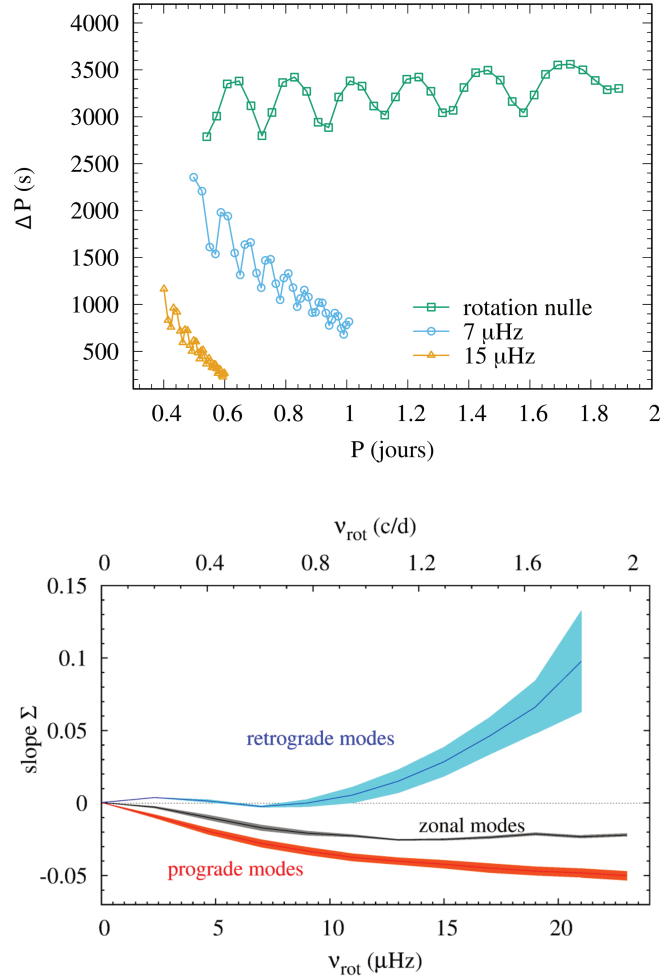 4000
3500
3000
2500
2000
1500
1000
500
ΔP (s)
rotation nulle
7 μHz
15 μHz
0.4 0.6 0.8 1 1.2 1.4 1.6 1.8 2
P (jours)
ν_rot (c/d)
0 0.4 0.8 1.2 1.6 2
0.15
0.1
0.05
0
-0.05
slope Σ
retrograde modes
zonal modes
prograde modes
0 5 10 15 20
ν_rot (μHz)